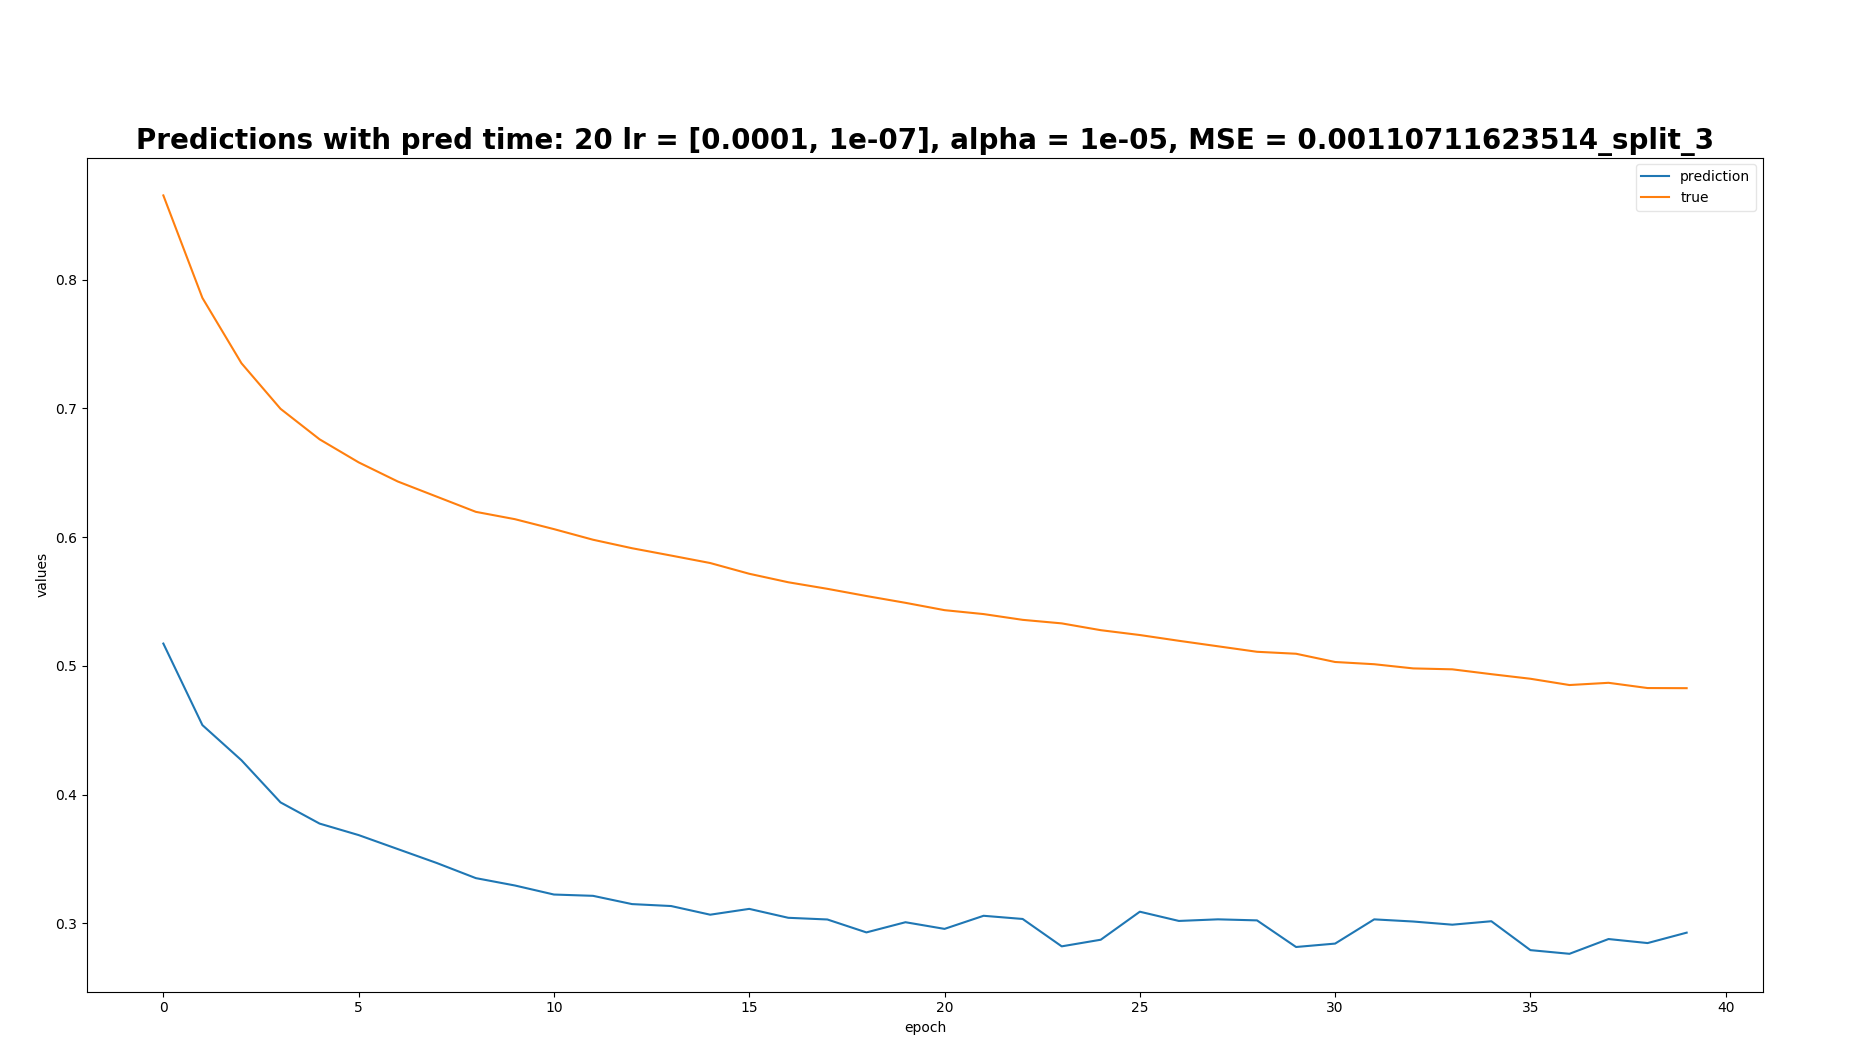 Predictions with pred time: 20 lr = [0.0001, 1e-07], alpha = 1e-05, MSE = 0.00110711623514_split_3
prediction
true
0.8
0.7
0.6
0.5
0.4
0.3
values
0 5 10 15 20 25 30 35 40
epoch